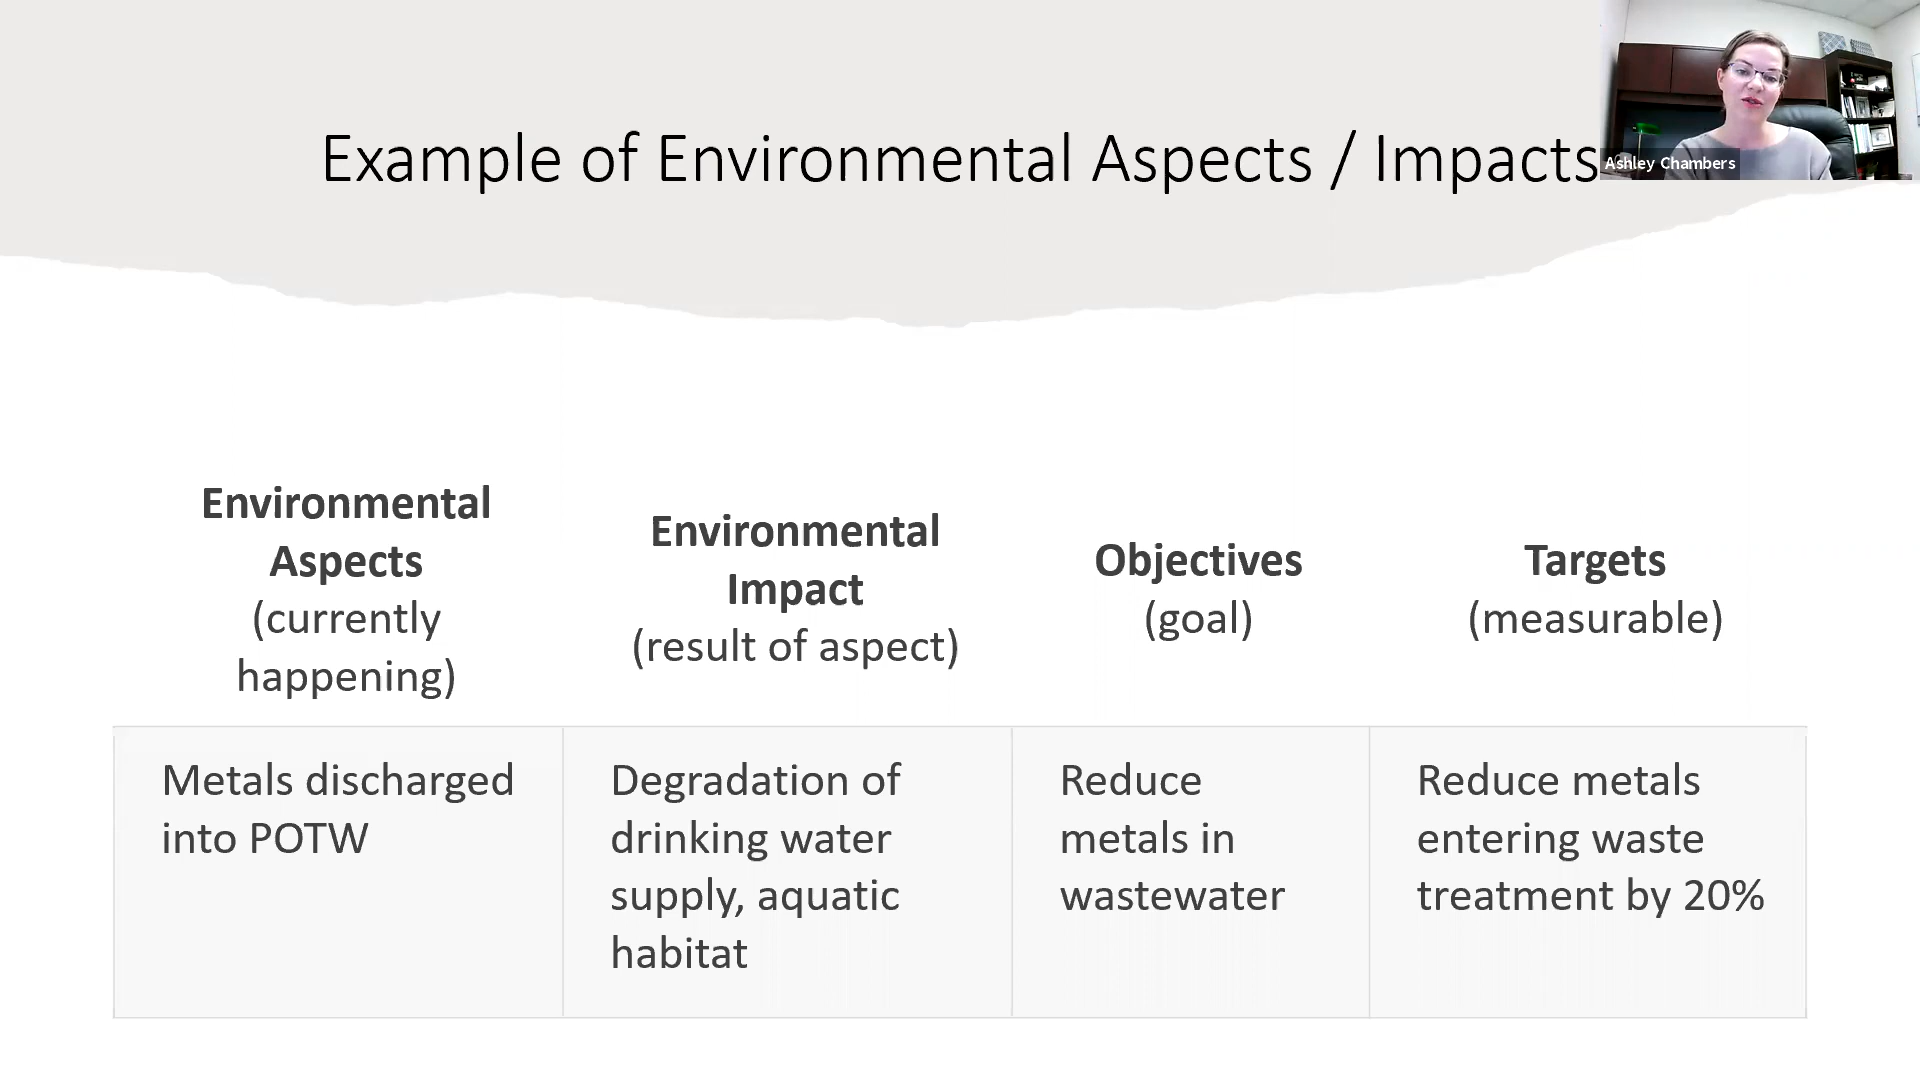 Example of Environmental Aspects / Impacts
Ashley Chambers
Environmental
Aspects
(currently
happening)
Environmental
Impact
(result of aspect)
Objectives
(goal)
Targets
(measurable)
Metals discharged
into POTW
Degradation of
drinking water
supply, aquatic
habitat
Reduce
metals in
wastewater
Reduce metals
entering waste
treatment by 20%